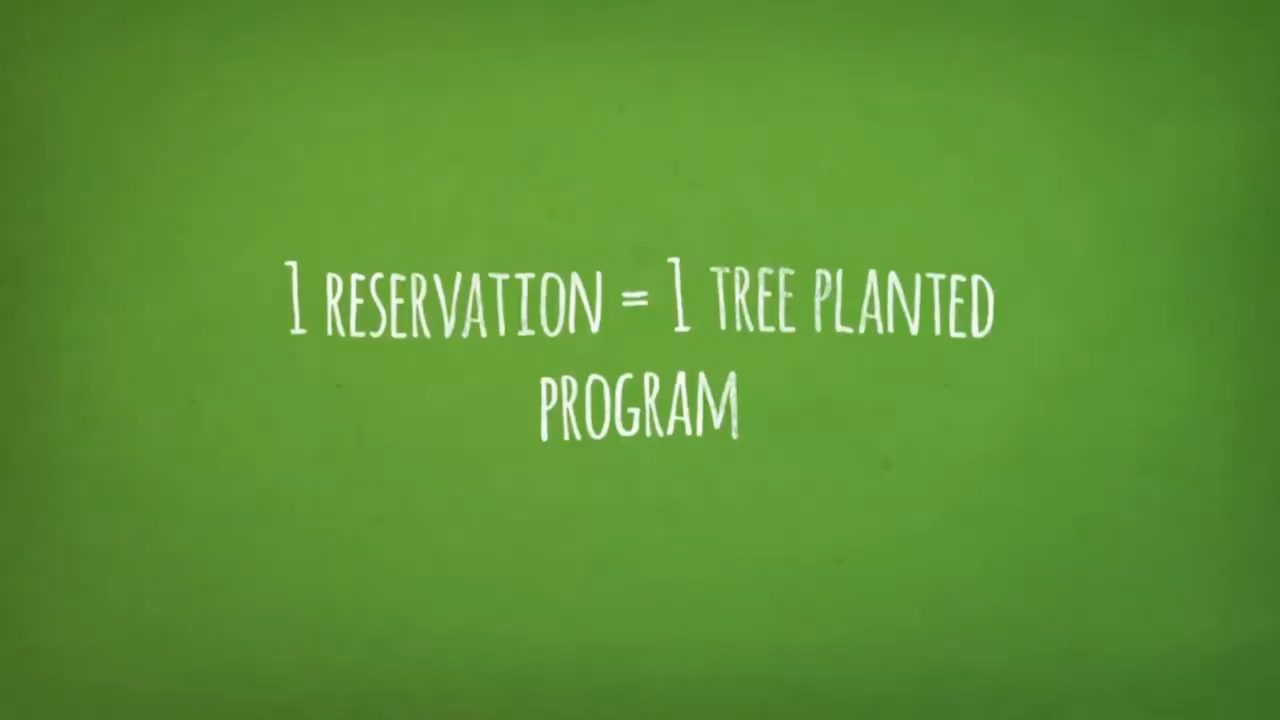 1 RESERVATION = 1 TREE PLANTED
PROGRAM